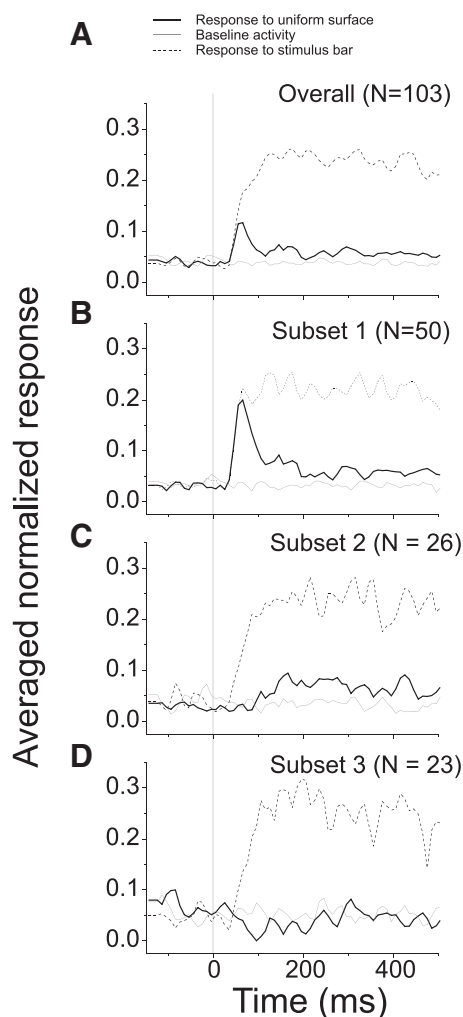 A
Response to uniform surface
Baseline activity
Response to stimulus bar
Overall (N=103)
0.3
0.2
0.1
0.0
B
Subset 1 (N=50)
0.3
0.2
0.1
0.0
C
Subset 2 (N = 26)
0.3
0.2
0.1
0.0
D
Subset 3 (N = 23)
0.3
0.2
0.1
0.0
0
200
400
Time (ms)
Averaged normalized response